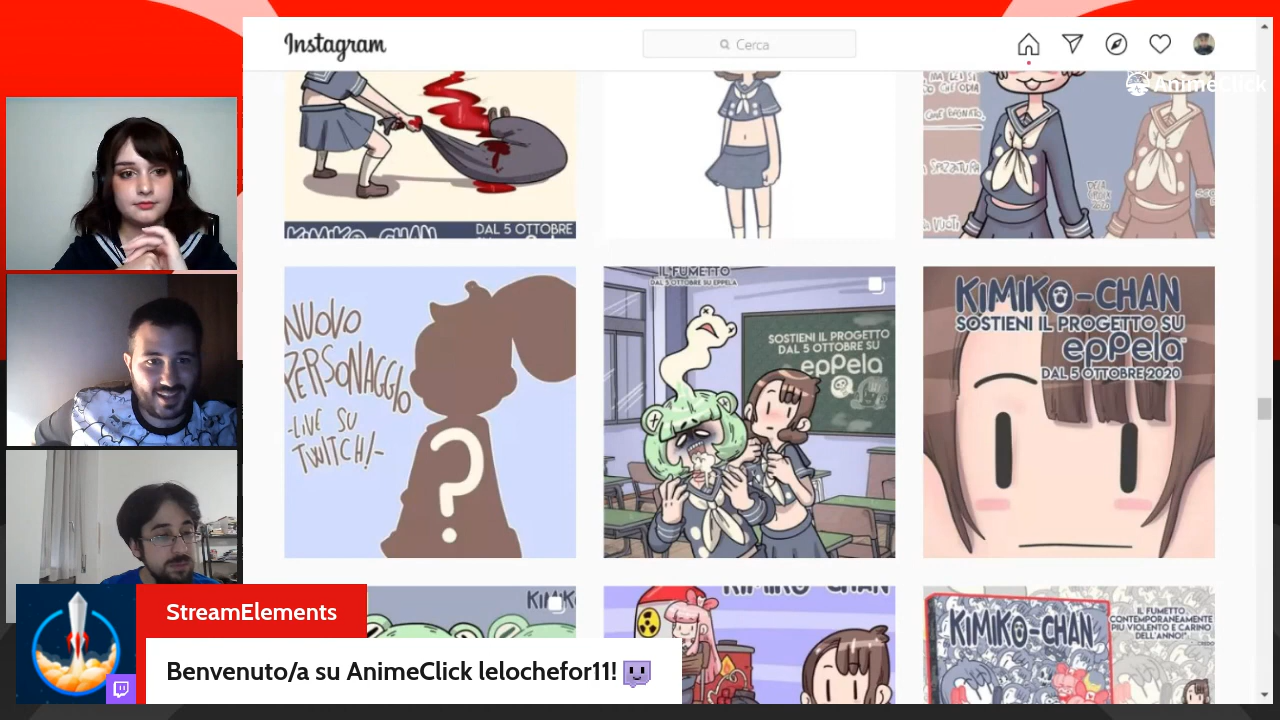 Instagram
Cerca
AnimeClick
KIMIKO-CHAN
DAL 5 OTTOBRE
NUOVO
PERSONAGGIO
-LIVE SU
TWITCH!-
IL FUMETTO
DAL 5 OTTOBRE SU EPPELA
SOSTIENI IL PROGETTO
DAL 5 OTTOBRE SU
epPela
KIMIKO-CHAN
SOSTIENI IL PROGETTO SU
epPela
DAL 5 OTTOBRE 2020
KIMIKO-CHAN
KIMIKO-CHAN
IL FUMETTO
CONTEMPORANEAMENTE
PIÙ VIOLENTO E CARINO
DELL'ANNO!"
StreamElements
Benvenuto/a su AnimeClick lelochefor11!